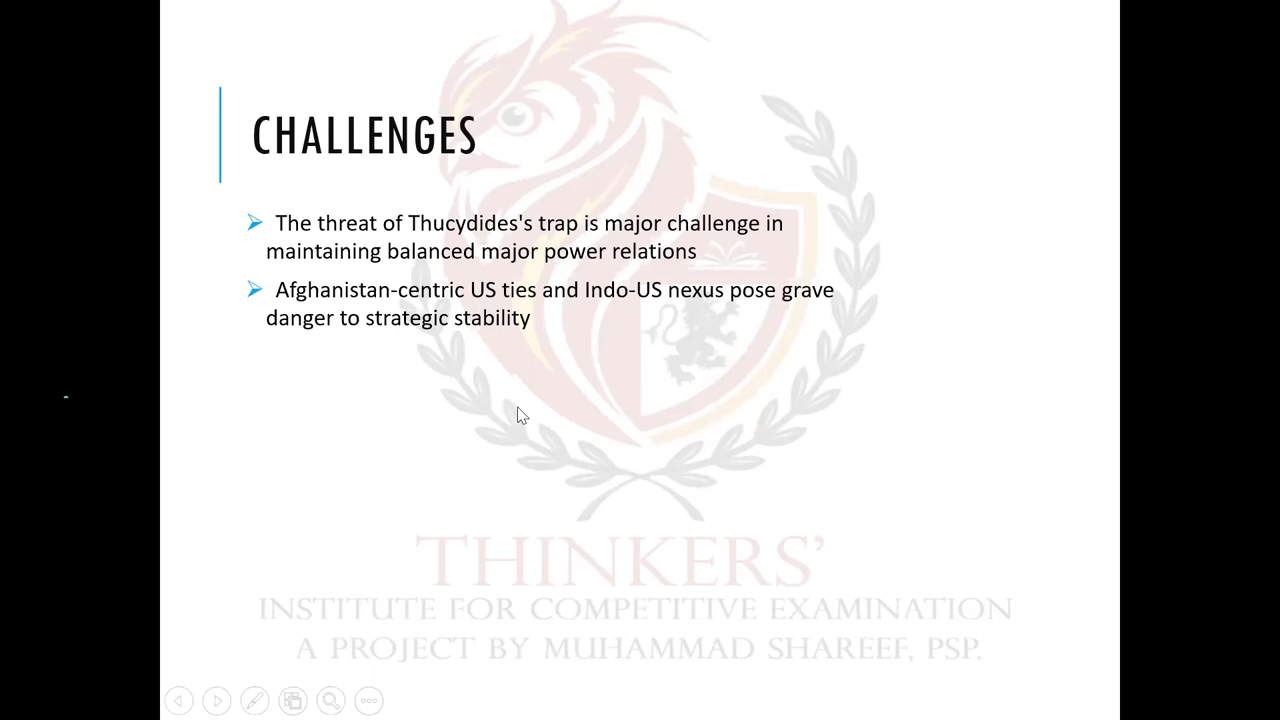 CHALLENGES
The threat of Thucydides's trap is major challenge in
maintaining balanced major power relations
Afghanistan-centric US ties and Indo-US nexus pose grave
danger to strategic stability
THINKERS'
INSTITUTE FOR COMPETITIVE EXAMINATION
A PROJECT BY MUHAMMAD SHAREEF, PSP.